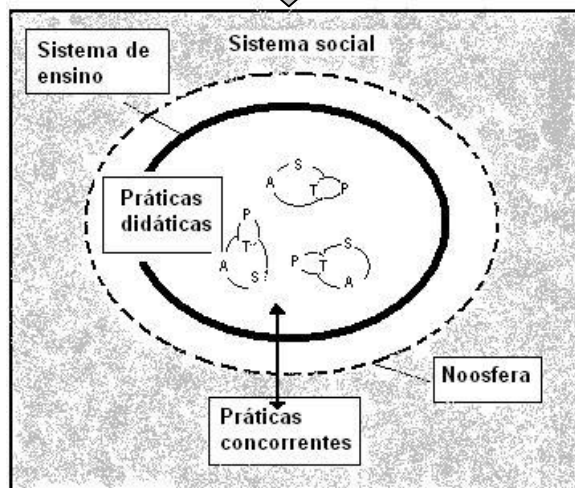 Sistema de
ensino
Sistema social
Práticas
didáticas
S
A
T
P
P
T
A
S
S
P
T
A
Noosfera
Práticas
concorrentes